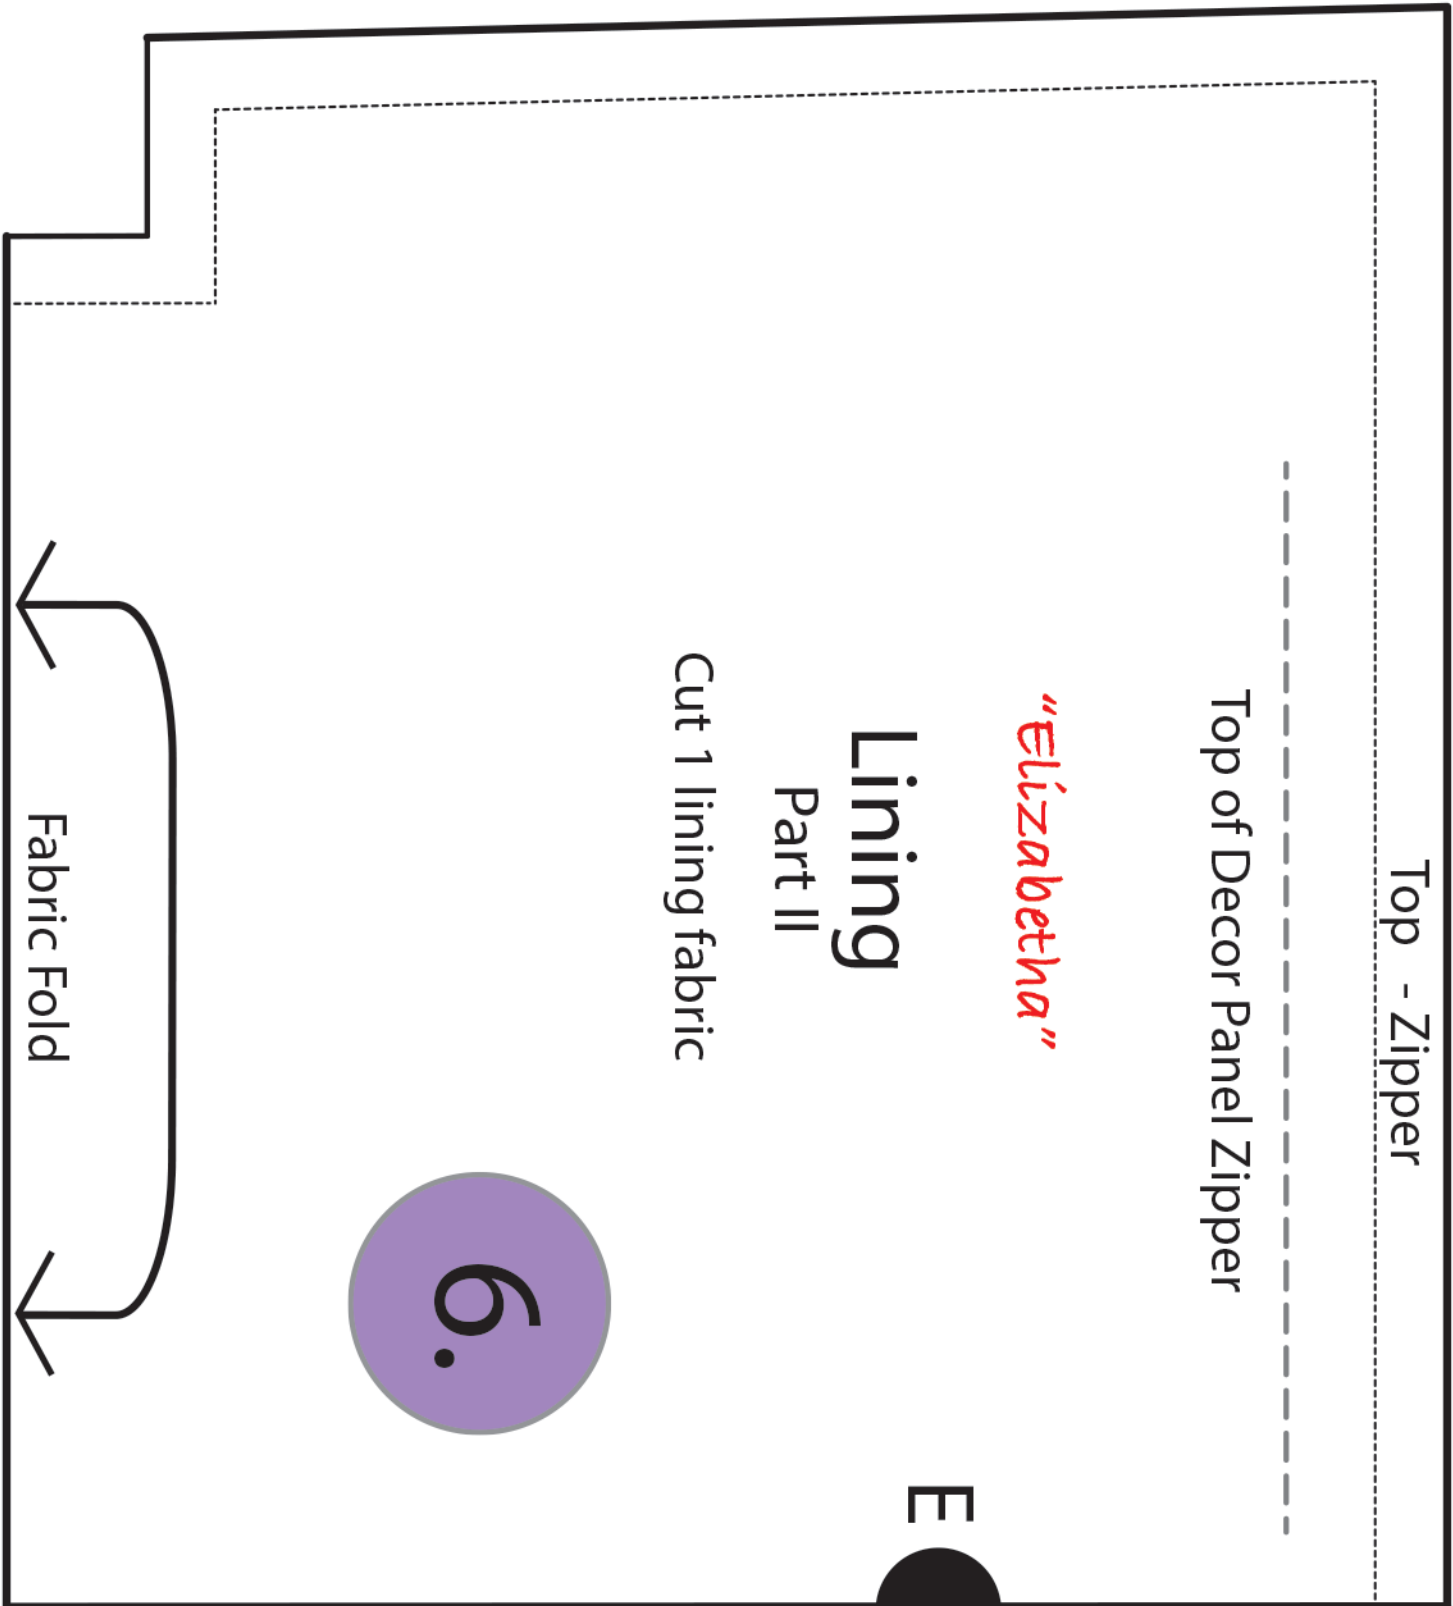 Top - Zipper
Top of Decor Panel Zipper
"Elizabetha"
Lining
Part II
Cut 1 lining fabric
6.
E
Fabric Fold